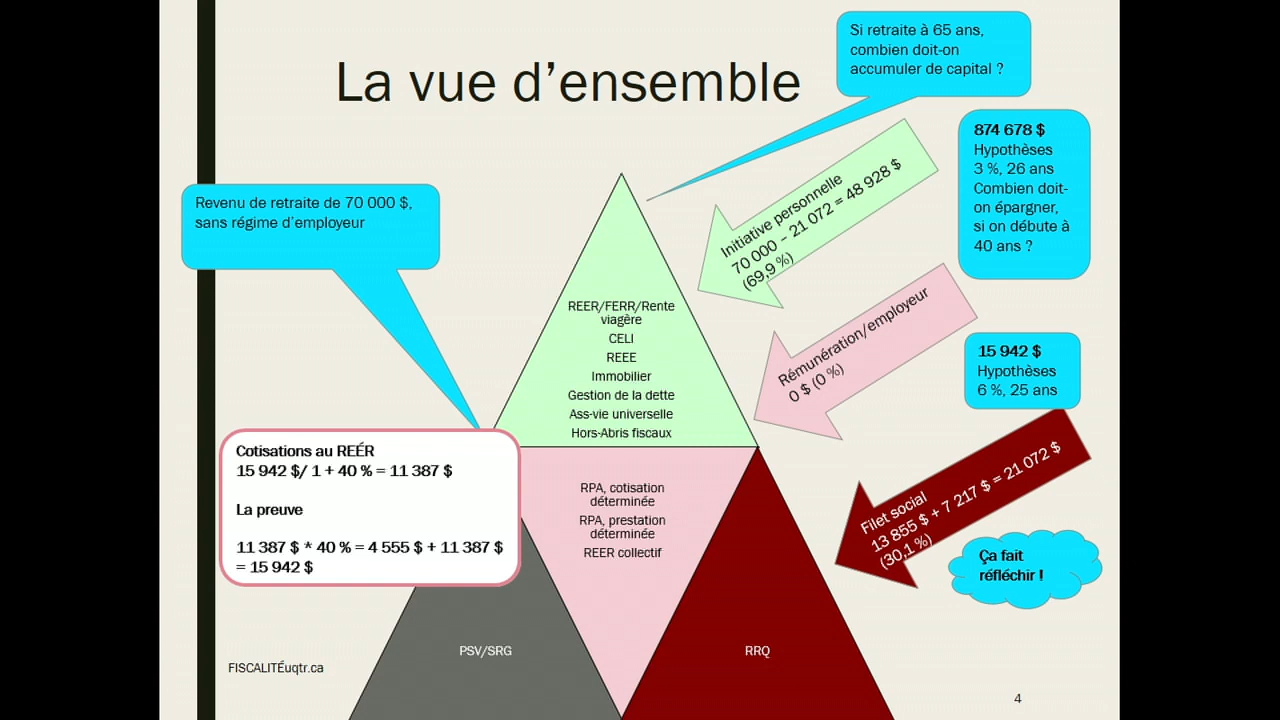 La vue d'ensemble
Si retraite à 65 ans,
combien doit-on
accumuler de capital ?
874 678 $
Hypothèses
3 %, 26 ans
Combien doit-
on épargner,
si on débute à
40 ans ?
Revenu de retraite de 70 000 $,
sans régime d'employeur
Initiative personnelle
70 000 – 21 072 = 48 928 $
(69,9 %)
REER/FERR/Rente
viagère
CELI
REEE
Immobilier
Gestion de la dette
Ass-vie universelle
Hors-Abris fiscaux
Rémunération/employeur
0 $ (0 %)
15 942 $
Hypothèses
6 %, 25 ans
Cotisations au REÉR
15 942 $/ 1 + 40 % = 11 387 $
La preuve
11 387 $ * 40 % = 4 555 $ + 11 387 $
= 15 942 $
RPA, cotisation
déterminée
RPA, prestation
déterminée
REER collectif
Filet social
13 855 $ + 7 217 $ = 21 072 $
(30,1 %)
Ça fait
réfléchir !
PSV/SRG
RRQ
FISCALITÉuqtr.ca
4